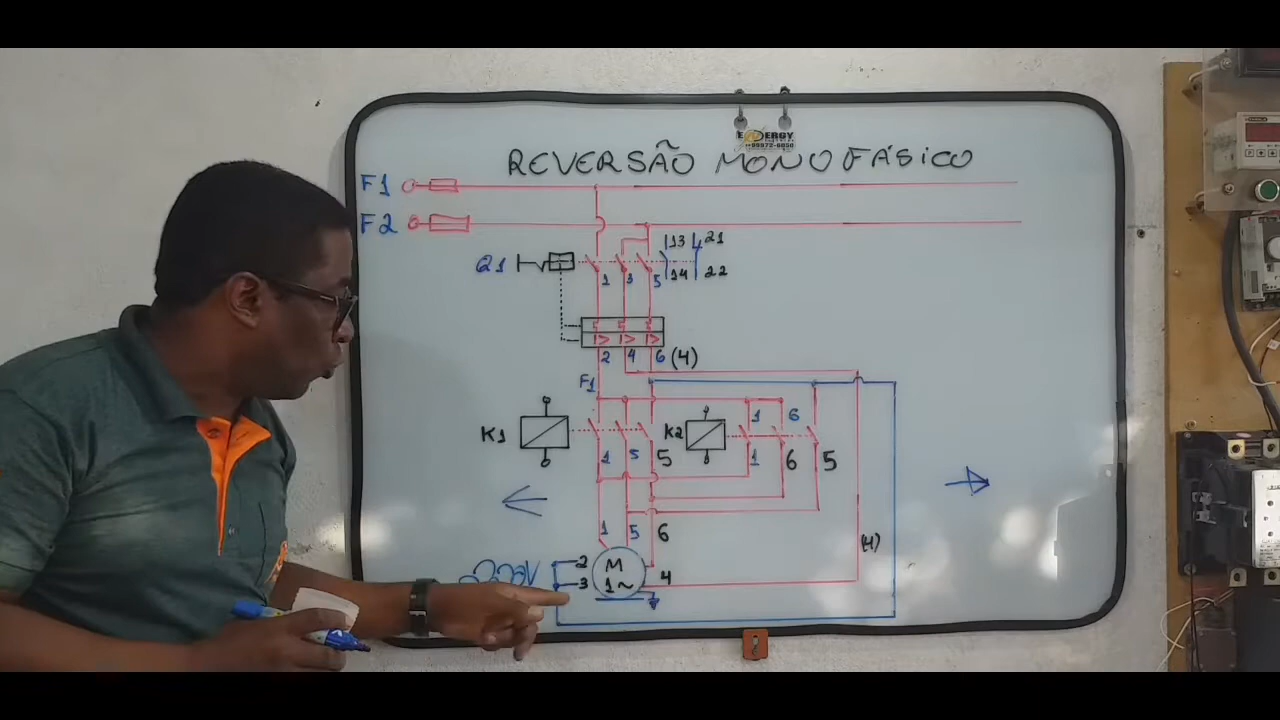 ENERGY
REVERSÃO MONOFÁSICO
F1
F2
13 21
Q1
1 3 5 14 22
I> I> I>
2 4 6 (4)
F1
1 6
K1 K2
1 5 5 1 6 5
1 5 6
(4)
220V 2 M
3 1~ 4